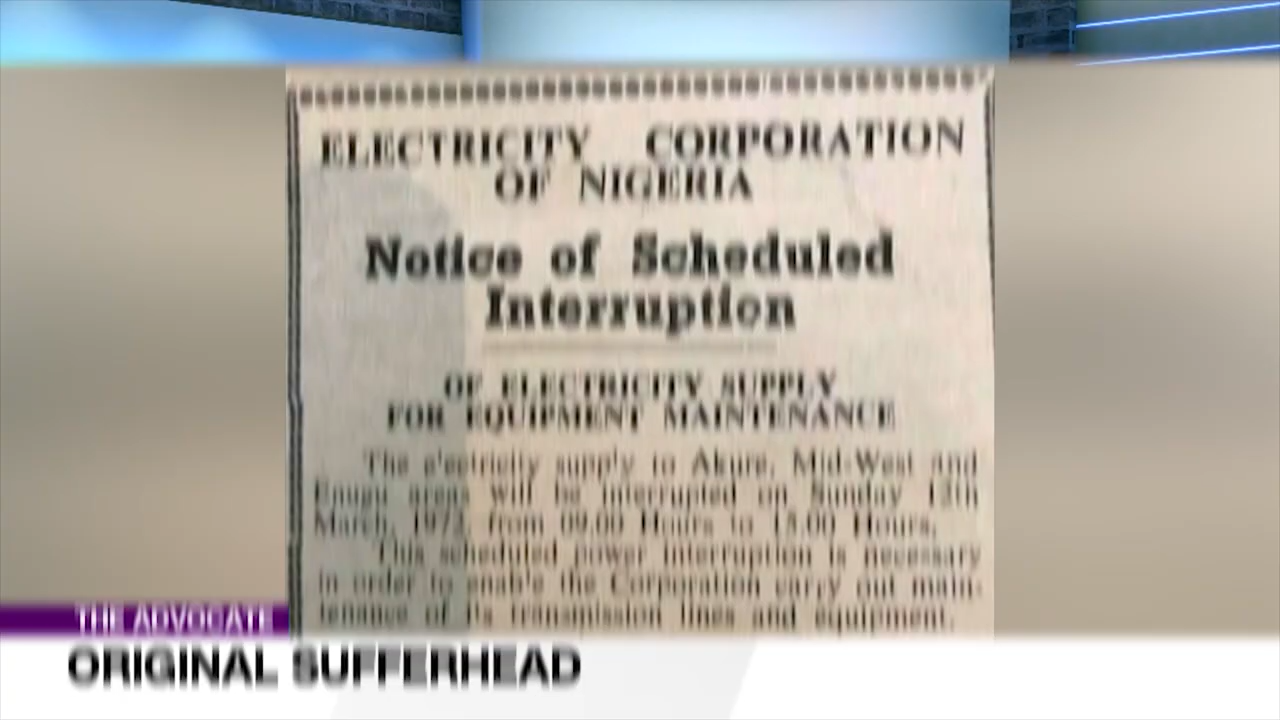 ELECTRICITY CORPORATION
OF NIGERIA
Notice of Scheduled
Interruption
OF ELECTRICITY SUPPLY
FOR EQUIPMENT MAINTENANCE
The electricity supply to Akure, Mid-West and
Enugu areas will be interrupted on Sunday 12th
March, 1972 from 09.00 Hours to 15.00 Hours.
This scheduled power interruption is necessary
in order to enable the Corporation carry out main-
tenance of its transmission lines and equipment.
THE ADVOCATE
ORIGINAL SUFFERHEAD